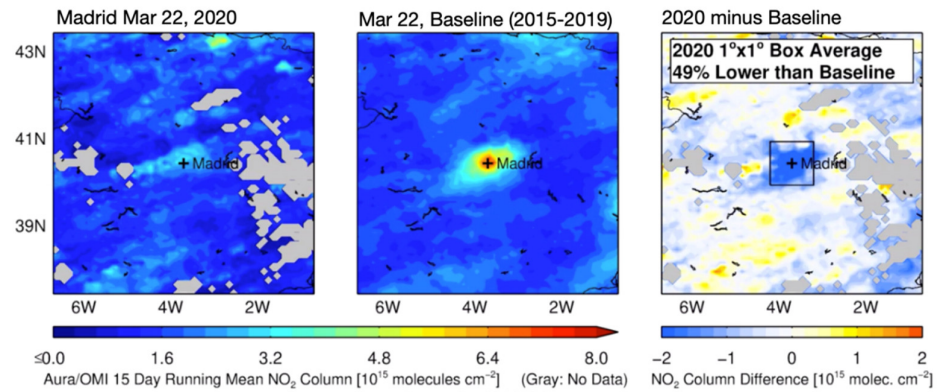 Madrid Mar 22, 2020
Mar 22, Baseline (2015-2019)
2020 minus Baseline
43N
41N
39N
Madrid
Madrid
2020 1°x1° Box Average
49% Lower than Baseline
Madrid
6W 4W 2W
6W 4W 2W
6W 4W 2W
≤0.0 1.6 3.2 4.8 6.4 8.0
−2 −1 0 1 2
Aura/OMI 15 Day Running Mean NO₂ Column [10¹⁵ molecules cm⁻²] (Gray: No Data)
NO₂ Column Difference [10¹⁵ molec. cm⁻²]